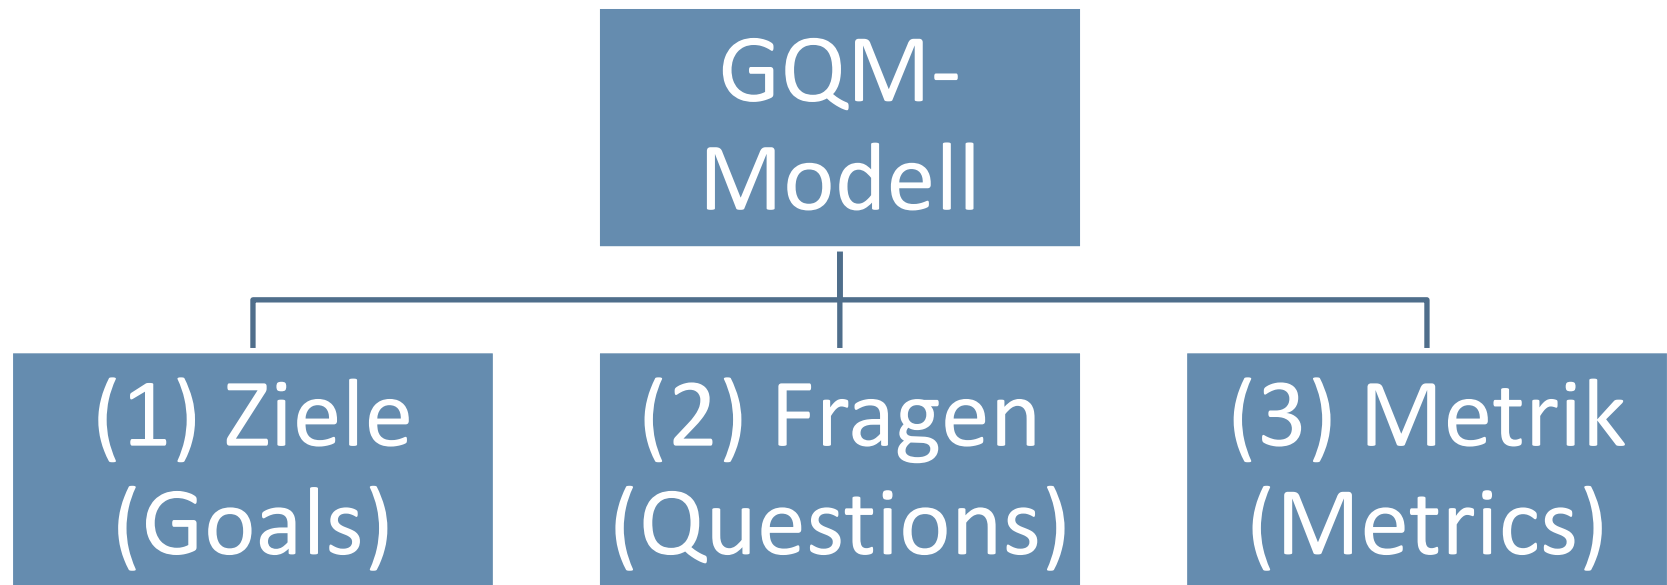 GQM-
Modell
(1) Ziele
(Goals)
(2) Fragen
(Questions)
(3) Metrik
(Metrics)